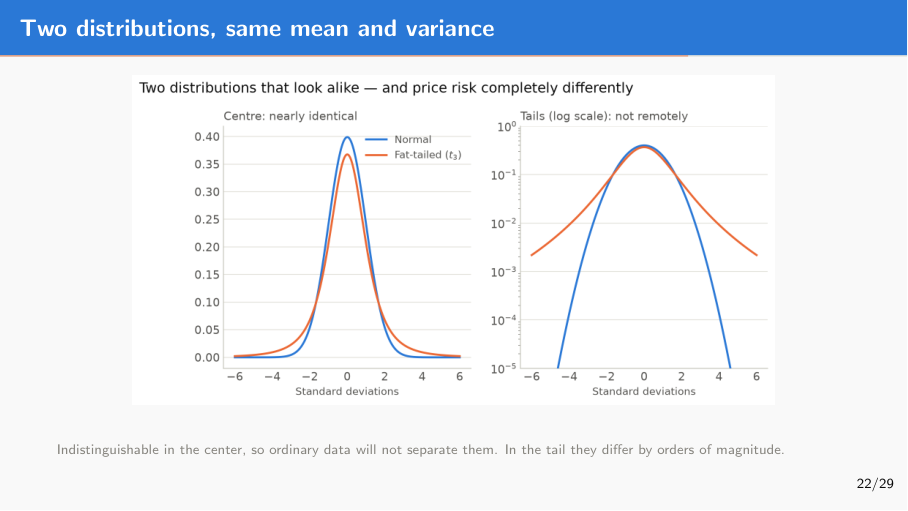 Two distributions, same mean and variance
Two distributions that look alike — and price risk completely differently
Centre: nearly identical
Normal
Fat-tailed (t₃)
0.40
0.35
0.30
0.25
0.20
0.15
0.10
0.05
0.00
−6 −4 −2 0 2 4 6
Standard deviations
Tails (log scale): not remotely
10⁰
10⁻¹
10⁻²
10⁻³
10⁻⁴
10⁻⁵
−6 −4 −2 0 2 4 6
Standard deviations
Indistinguishable in the center, so ordinary data will not separate them. In the tail they differ by orders of magnitude.
22/29